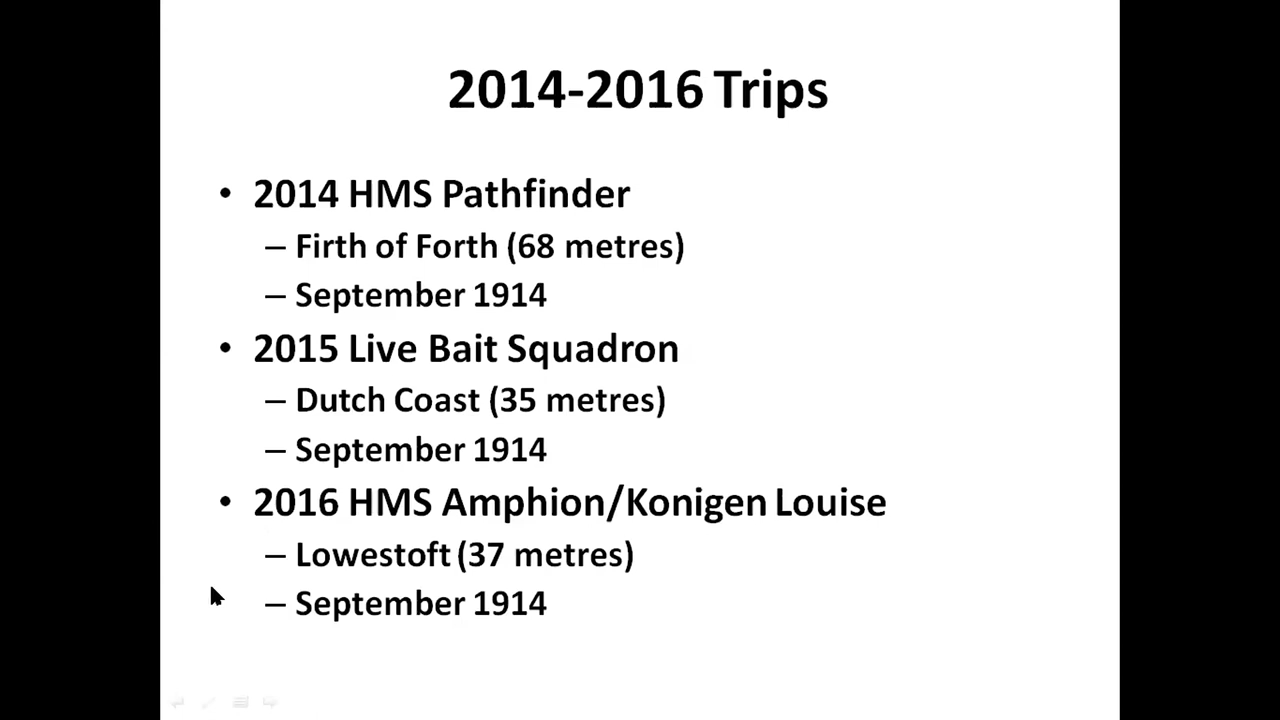 2014-2016 Trips
• 2014 HMS Pathfinder
– Firth of Forth (68 metres)
– September 1914
• 2015 Live Bait Squadron
– Dutch Coast (35 metres)
– September 1914
• 2016 HMS Amphion/Konigen Louise
– Lowestoft (37 metres)
– September 1914